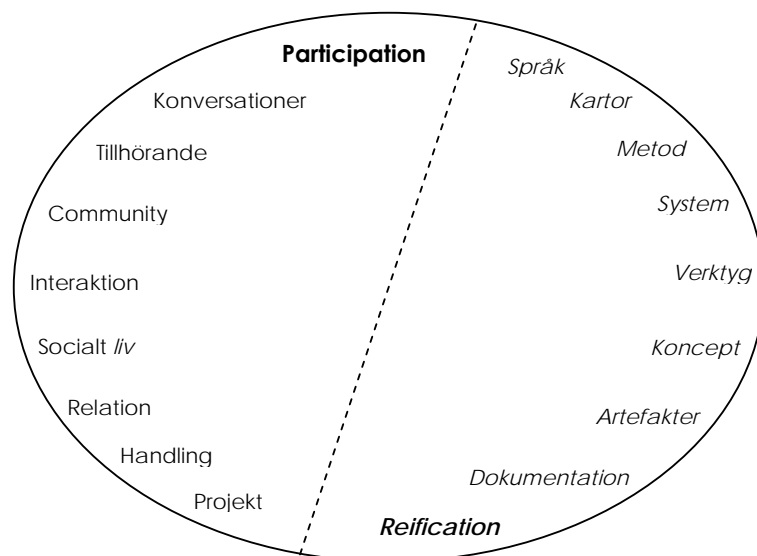 Participation
Konversationer
Tillhörande
Community
Interaktion
Socialt liv
Relation
Handling
Projekt
Språk
Kartor
Metod
System
Verktyg
Koncept
Artefakter
Dokumentation
Reification